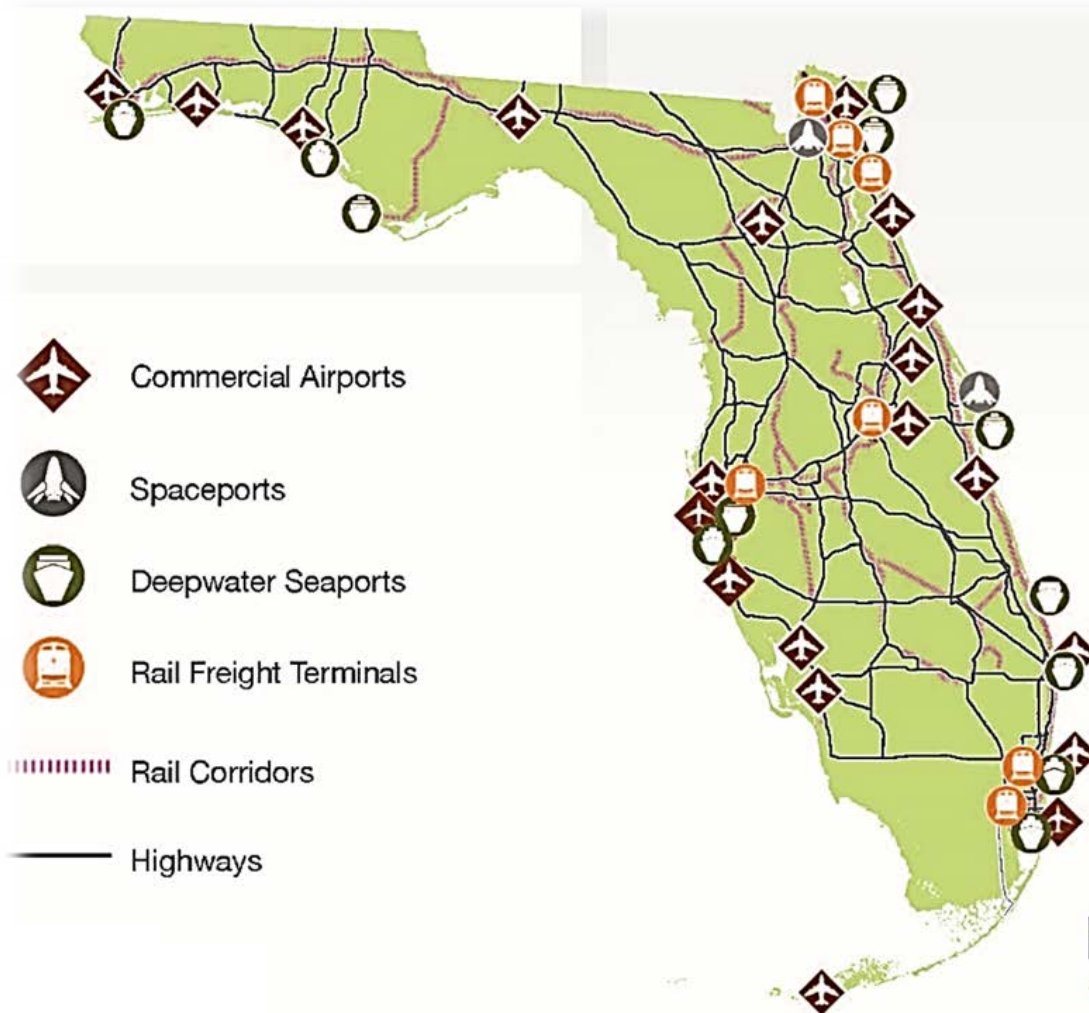 Commercial Airports
Spaceports
Deepwater Seaports
Rail Freight Terminals
Rail Corridors
Highways